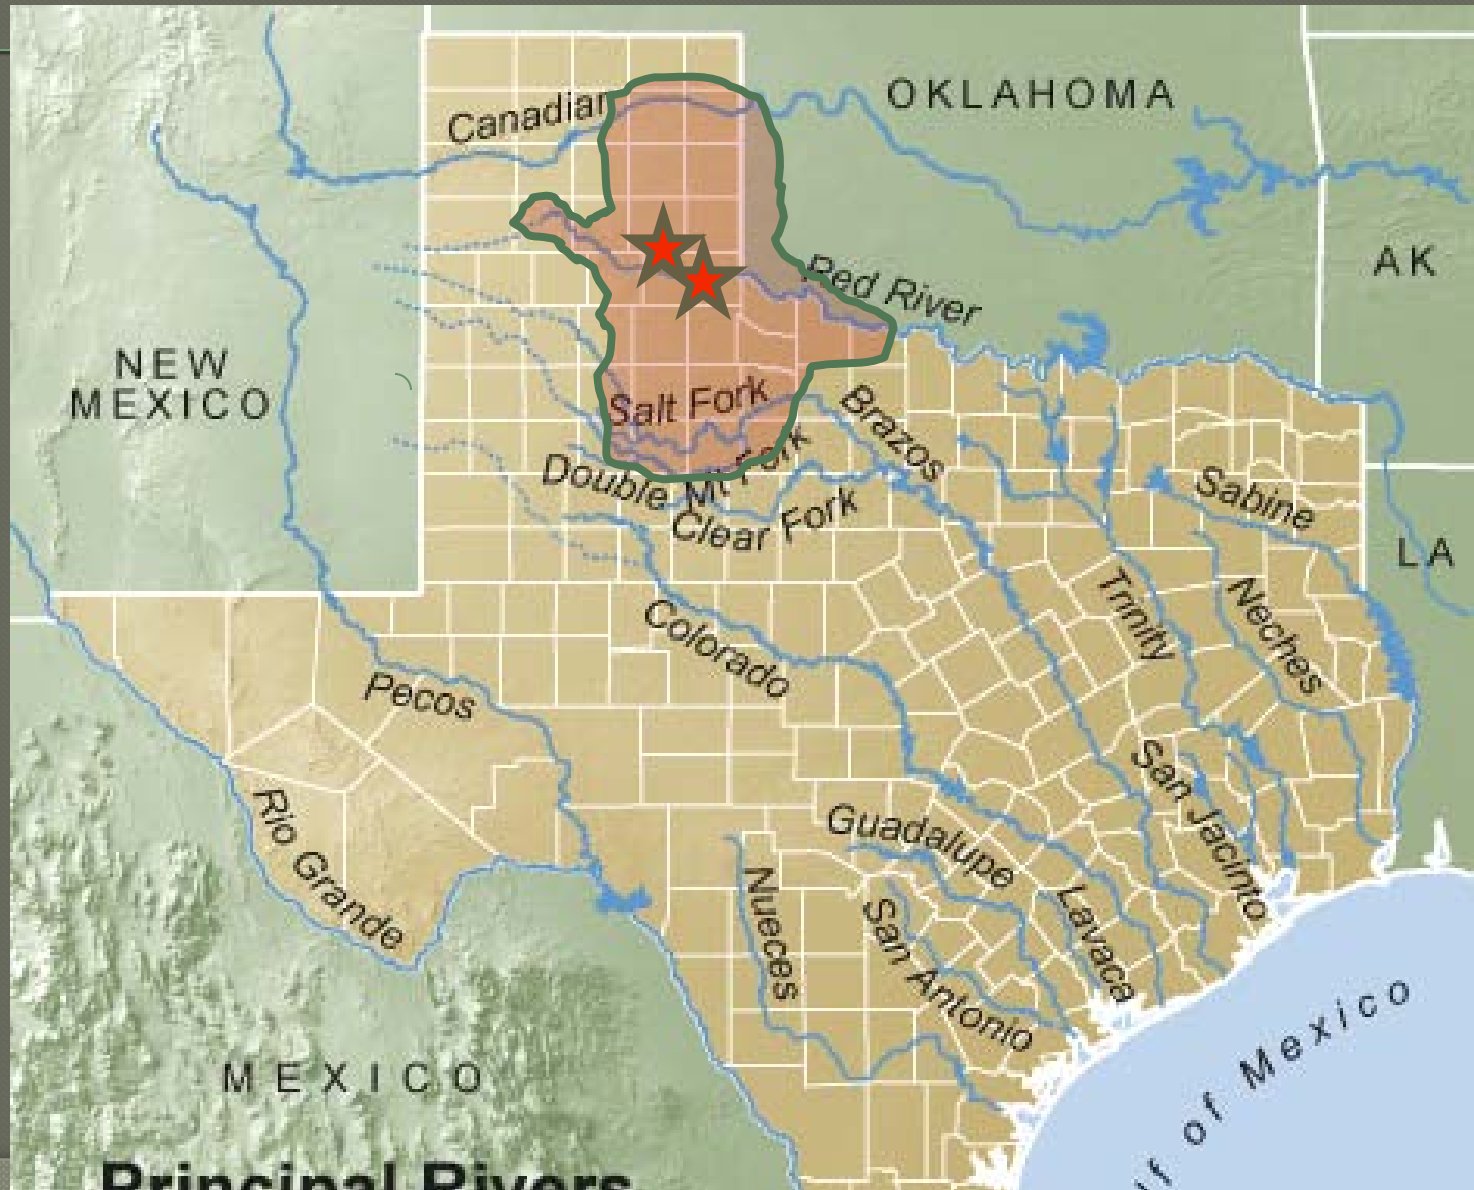 OKLAHOMA
Canadian
AK
Red River
NEW
MEXICO
Salt Fork
Brazos
Double Mt Fork
Clear Fork
Sabine
LA
Trinity
Neches
Colorado
Pecos
San Jacinto
Rio Grande
Guadalupe
Nueces
San Antonio
Lavaca
MEXICO
of Mexico
Principal Rivers